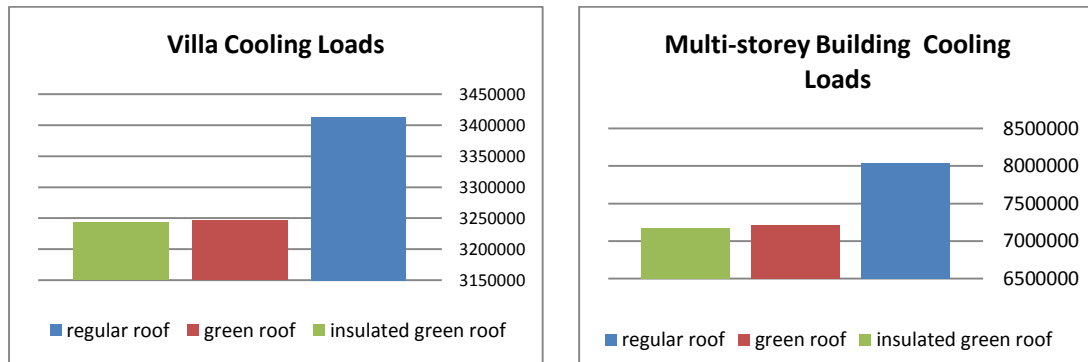 Villa Cooling Loads
3450000
3400000
3350000
3300000
3250000
3200000
3150000
regular roof green roof insulated green roof
Multi-storey Building Cooling
Loads
8500000
8000000
7500000
7000000
6500000
regular roof green roof insulated green roof